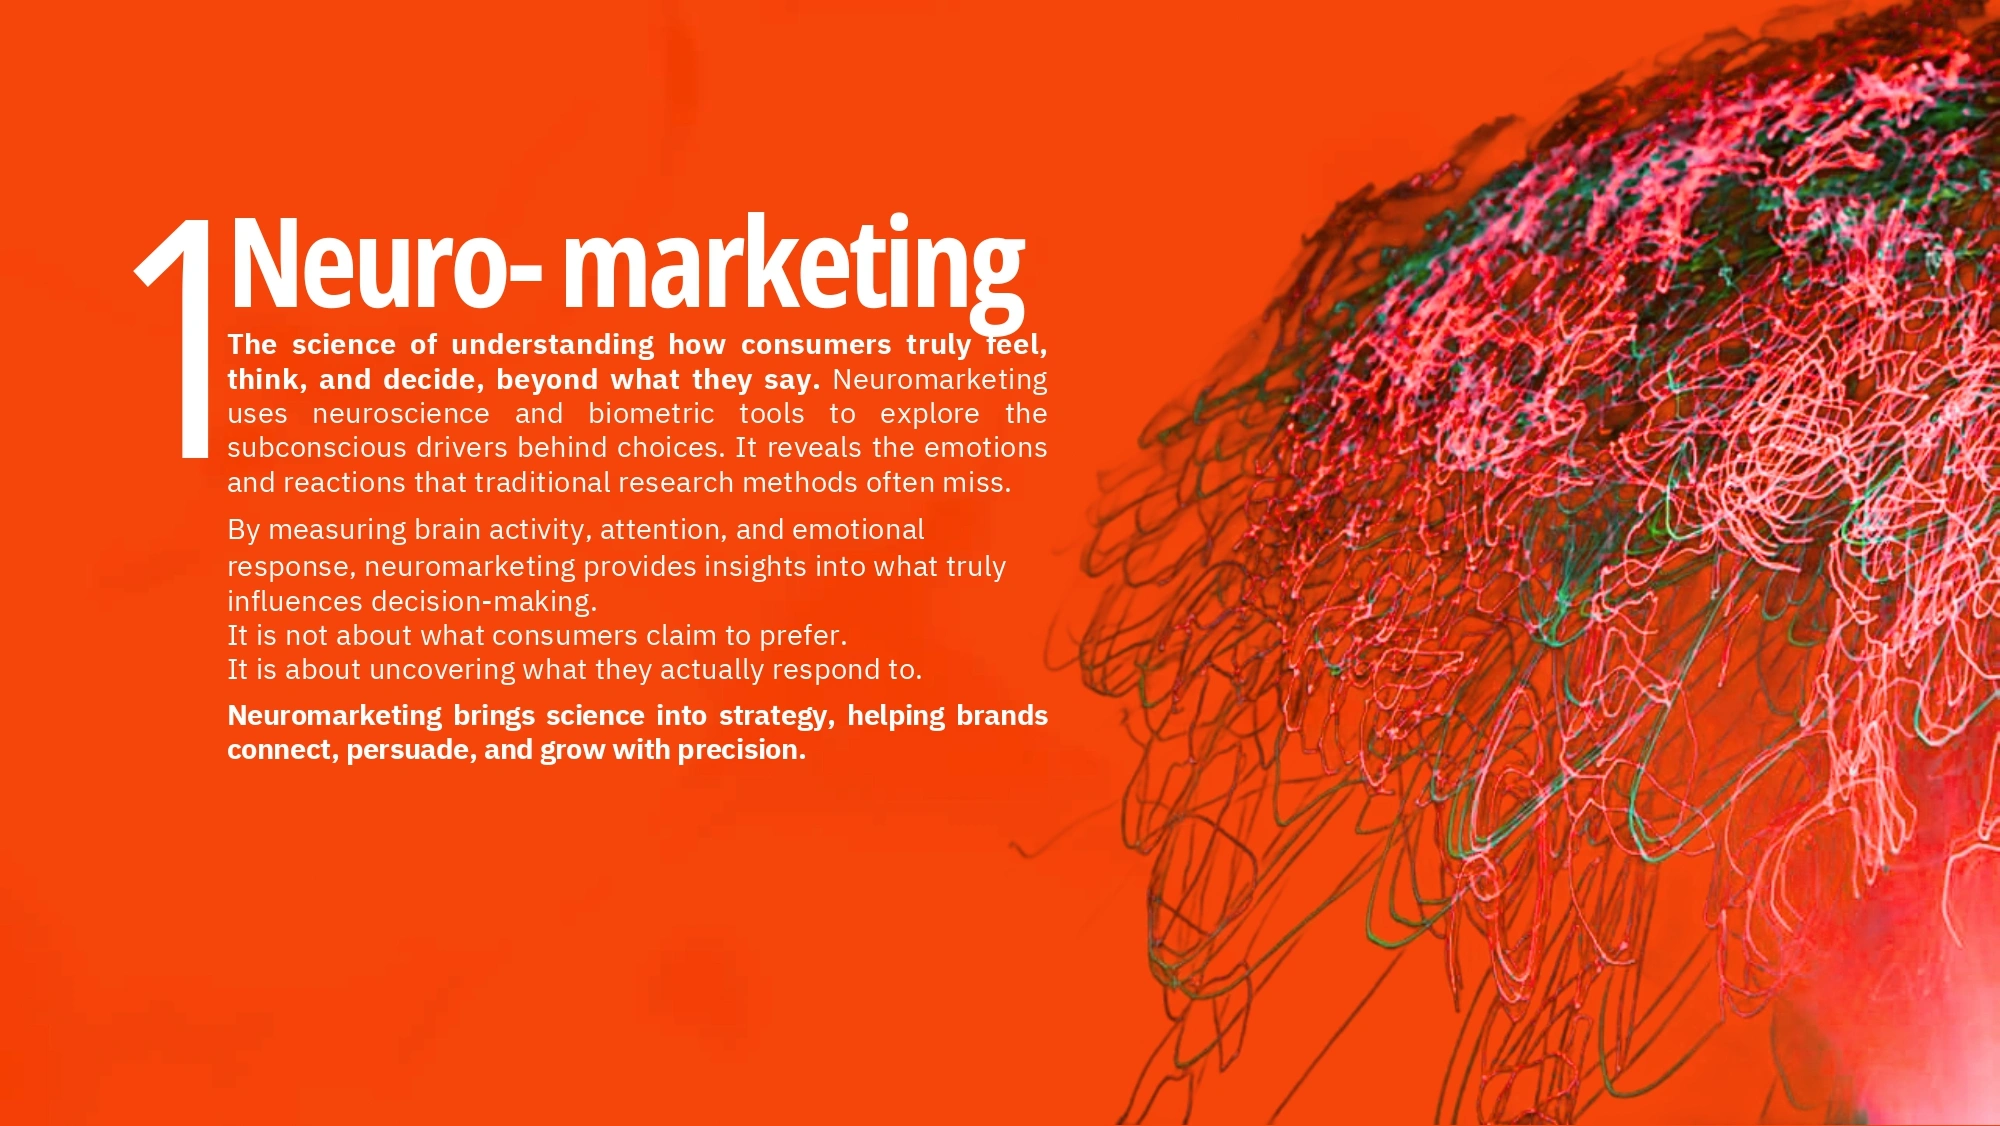 1
Neuro- marketing
The science of understanding how consumers truly feel,
think, and decide, beyond what they say. Neuromarketing
uses neuroscience and biometric tools to explore the
subconscious drivers behind choices. It reveals the emotions
and reactions that traditional research methods often miss.
By measuring brain activity, attention, and emotional
response, neuromarketing provides insights into what truly
influences decision-making.
It is not about what consumers claim to prefer.
It is about uncovering what they actually respond to.
Neuromarketing brings science into strategy, helping brands
connect, persuade, and grow with precision.